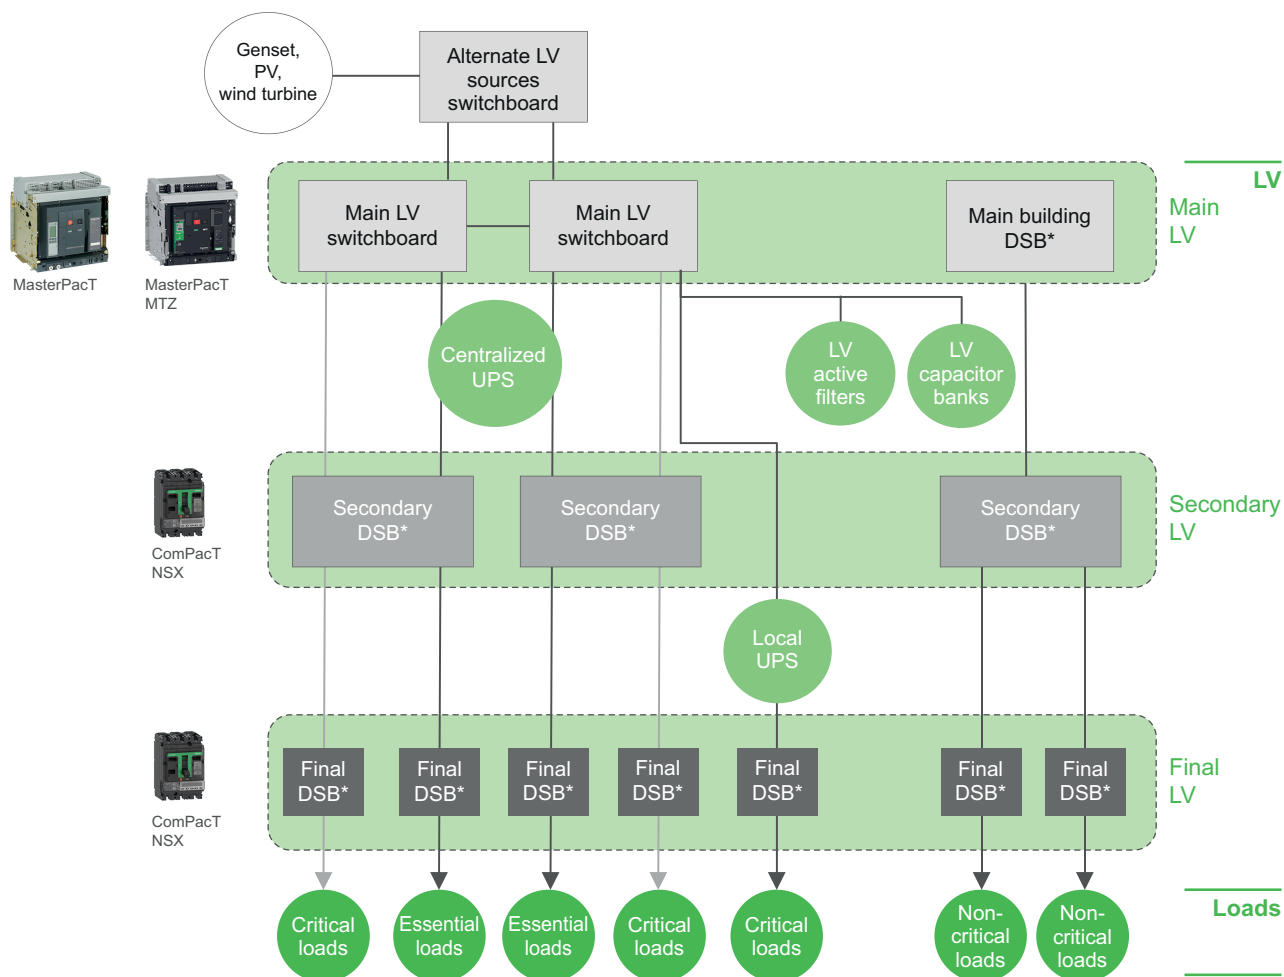 Genset,
PV,
wind turbine
Alternate LV
sources
switchboard
LV
Main LV
switchboard
Main LV
switchboard
Main building
DSB*
Main
LV
MasterPacT
MasterPacT
MTZ
Centralized
UPS
LV
active
filters
LV
capacitor
banks
Secondary
DSB*
Secondary
DSB*
Secondary
DSB*
Secondary
LV
ComPacT
NSX
Local
UPS
Final
DSB*
Final
DSB*
Final
DSB*
Final
DSB*
Final
DSB*
Final
DSB*
Final
DSB*
Final
LV
ComPacT
NSX
Critical
loads
Essential
loads
Essential
loads
Critical
loads
Critical
loads
Non-
critical
loads
Non-
critical
loads
Loads